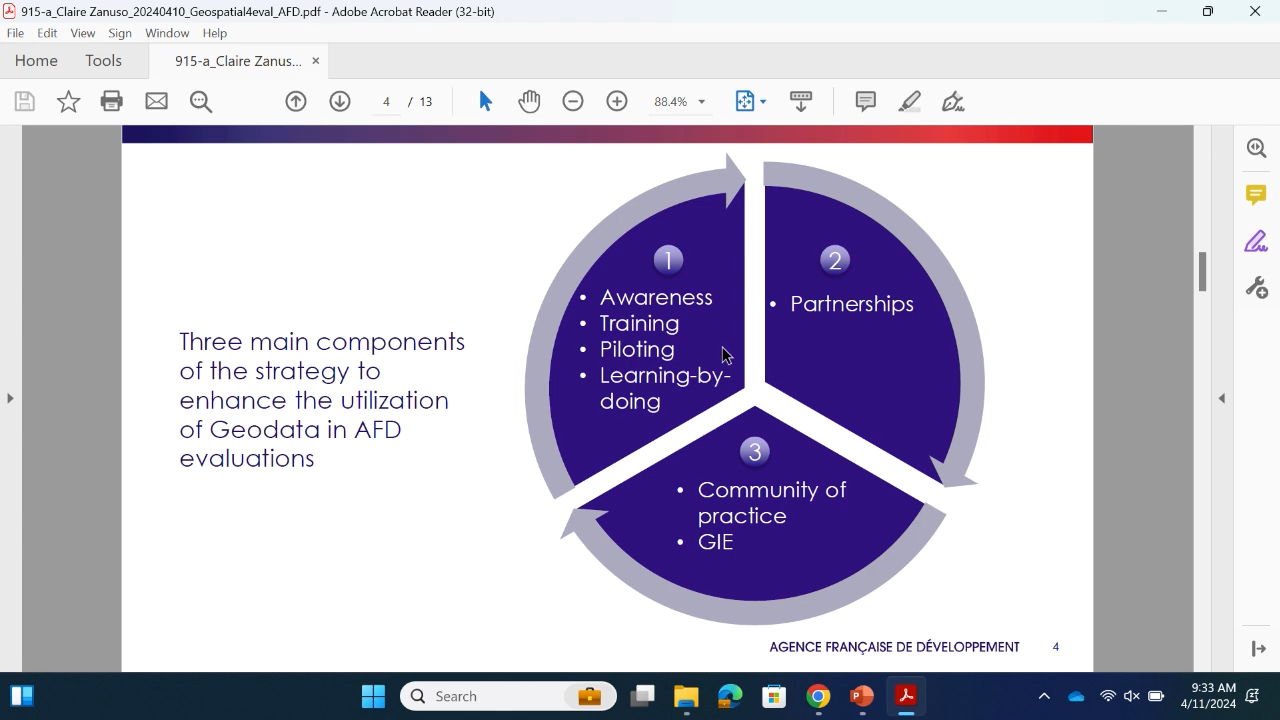 915-a_Claire Zanuso_20240410_Geospatial4eval_AFD.pdf - Adobe Acrobat Reader (32-bit)
File Edit View Sign Window Help
Home Tools 915-a_Claire Zanus... ×
4 / 13 88.4%
Three main components
of the strategy to
enhance the utilization
of Geodata in AFD
evaluations
1
• Awareness
• Training
• Piloting
• Learning-by-
doing
2
• Partnerships
3
• Community of
practice
• GIE
AGENCE FRANÇAISE DE DÉVELOPPEMENT 4
Search
9:33 AM
4/11/2024